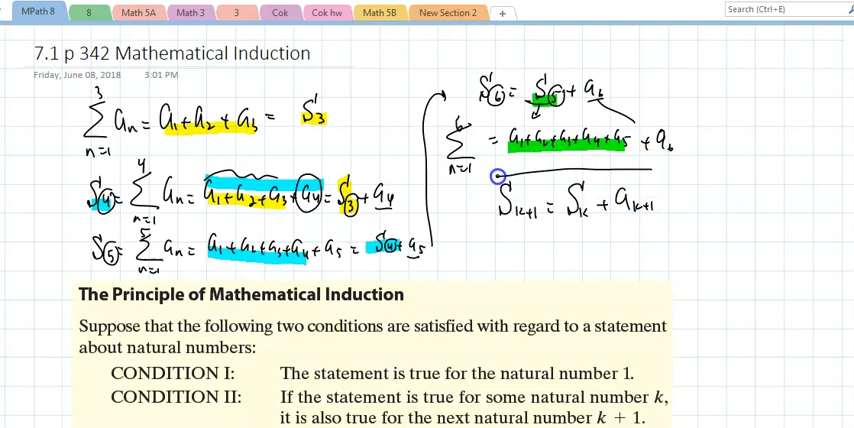 MPath 8
8
Math 5A
Math 3
3
Cok
Cok hw
Math 5B
New Section 2
+
Search (Ctrl+E)
7.1 p 342 Mathematical Induction
Friday, June 08, 2018 3:01 PM
3
∑ aₙ = a₁ + a₂ + a₃ = S₃
n=1
4
S₄ = ∑ aₙ = a₁ + a₂ + a₃ + a₄ = S₃ + a₄
n=1
5
S₅ = ∑ aₙ = a₁ + a₂ + a₃ + a₄ + a₅ = S₄ + a₅
n=1
S₆ = S₅ + a₆
6
∑ = a₁ + a₂ + a₃ + a₄ + a₅ + a₆
n=1
Sₖ₊₁ = Sₖ + aₖ₊₁
The Principle of Mathematical Induction
Suppose that the following two conditions are satisfied with regard to a statement
about natural numbers:
CONDITION I: The statement is true for the natural number 1.
CONDITION II: If the statement is true for some natural number k,
it is also true for the next natural number k + 1.